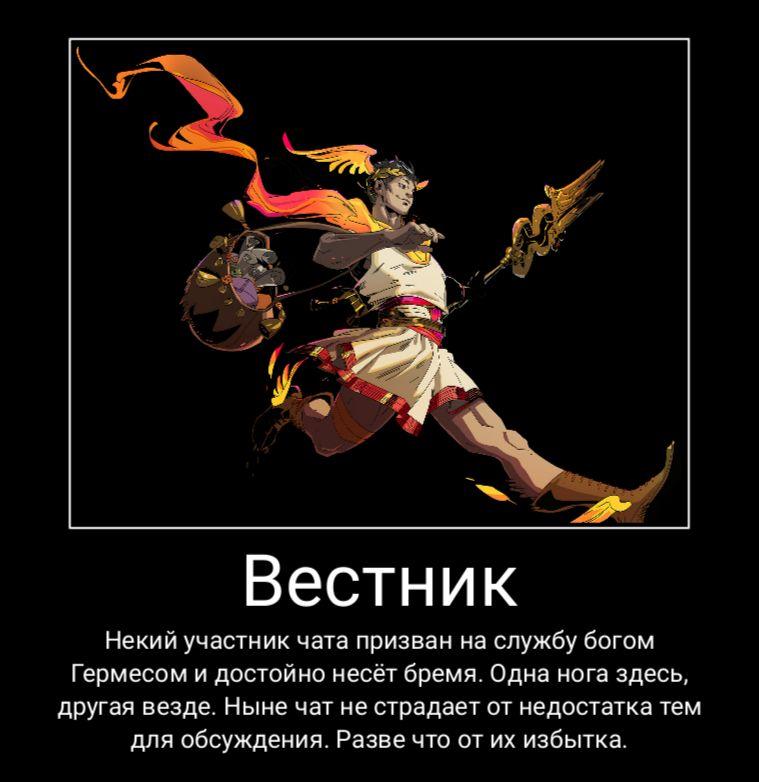 Вестник
Некий участник чата призван на службу богом
Гермесом и достойно несёт бремя. Одна нога здесь,
другая везде. Ныне чат не страдает от недостатка тем
для обсуждения. Разве что от их избытка.